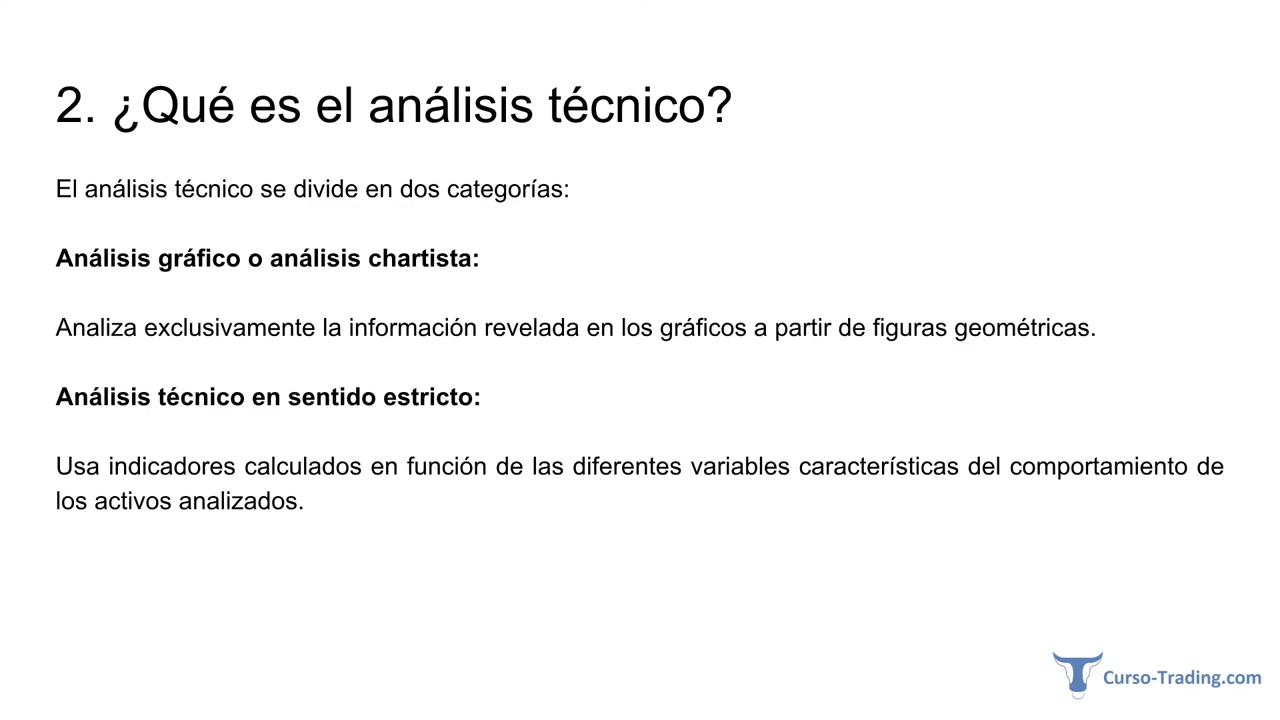 2. ¿Qué es el análisis técnico?
El análisis técnico se divide en dos categorías:
Análisis gráfico o análisis chartista:
Analiza exclusivamente la información revelada en los gráficos a partir de figuras geométricas.
Análisis técnico en sentido estricto:
Usa indicadores calculados en función de las diferentes variables características del comportamiento de
los activos analizados.
Curso-Trading.com